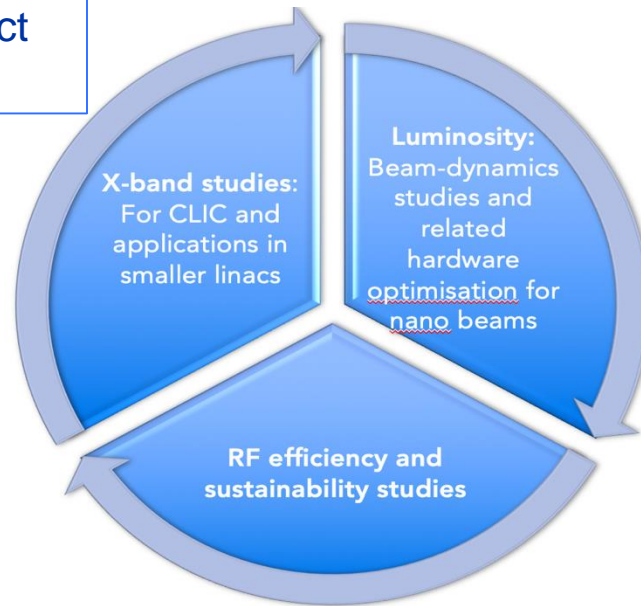 ct
X-band studies:
For CLIC and
applications in
smaller linacs
Luminosity:
Beam-dynamics
studies and
related
hardware
optimisation for
nano beams
RF efficiency and
sustainability studies